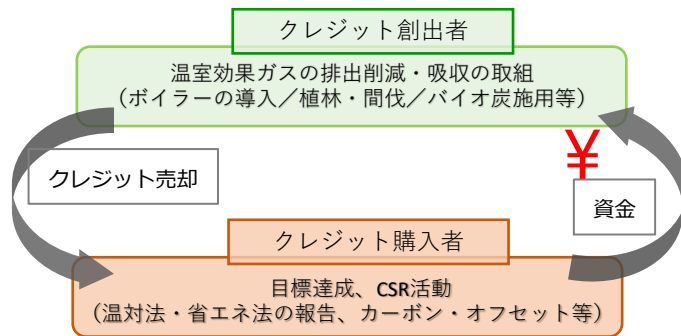 クレジット創出者
温室効果ガスの排出削減・吸収の取組
（ボイラーの導入／植林・間伐／バイオ炭施用等）
クレジット売却
¥
資金
クレジット購入者
目標達成、CSR活動
（温対法・省エネ法の報告、カーボン・オフセット等）